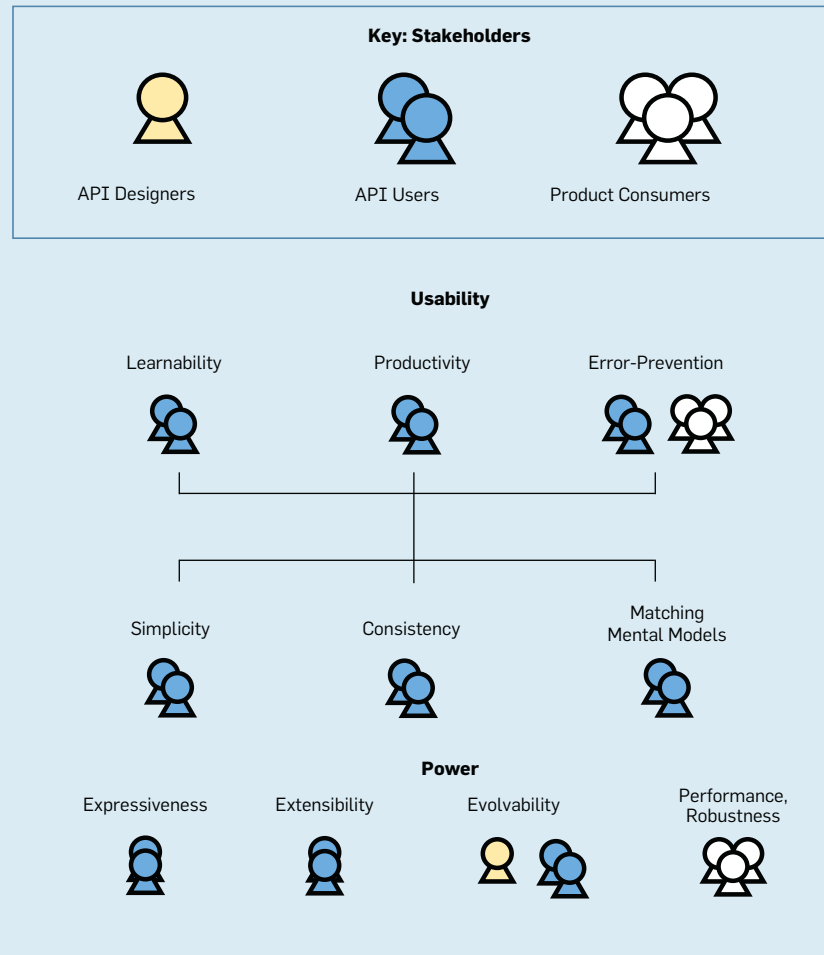 Key: Stakeholders
API Designers
API Users
Product Consumers
Usability
Learnability
Productivity
Error-Prevention
Simplicity
Consistency
Matching
Mental Models
Power
Expressiveness
Extensibility
Evolvability
Performance,
Robustness